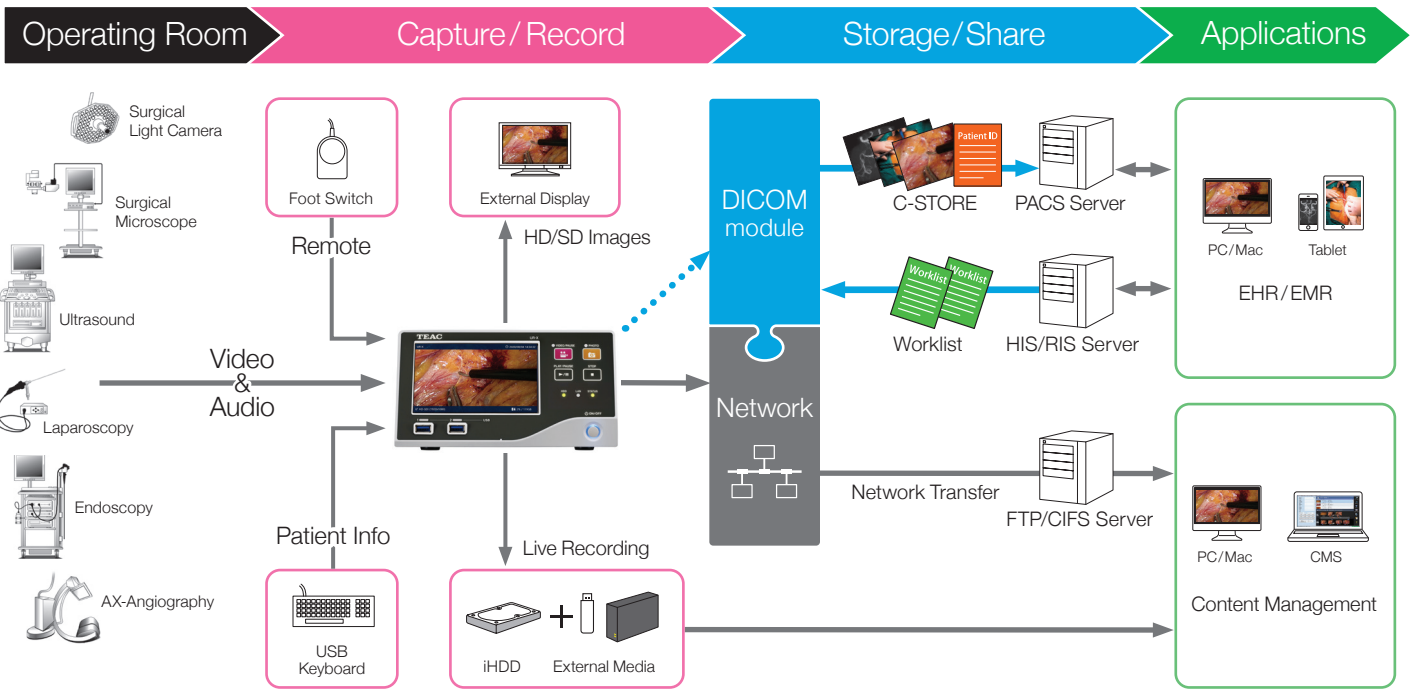 Operating Room
Capture / Record
Storage/Share
Applications
Surgical
Light Camera
Surgical
Microscope
Ultrasound
Laparoscopy
Endoscopy
AX-Angiography
Foot Switch
Remote
Video
&
Audio
Patient Info
USB
Keyboard
External Display
HD/SD Images
TEAC
PLAY/PAUSE
STOP
Live Recording
iHDD
External Media
DICOM
module
Network
Patient ID
C-STORE
PACS Server
Worklist
Worklist
Worklist
HIS/RIS Server
Network Transfer
FTP/CIFS Server
PC/Mac
Tablet
EHR/EMR
PC/Mac
CMS
Content Management